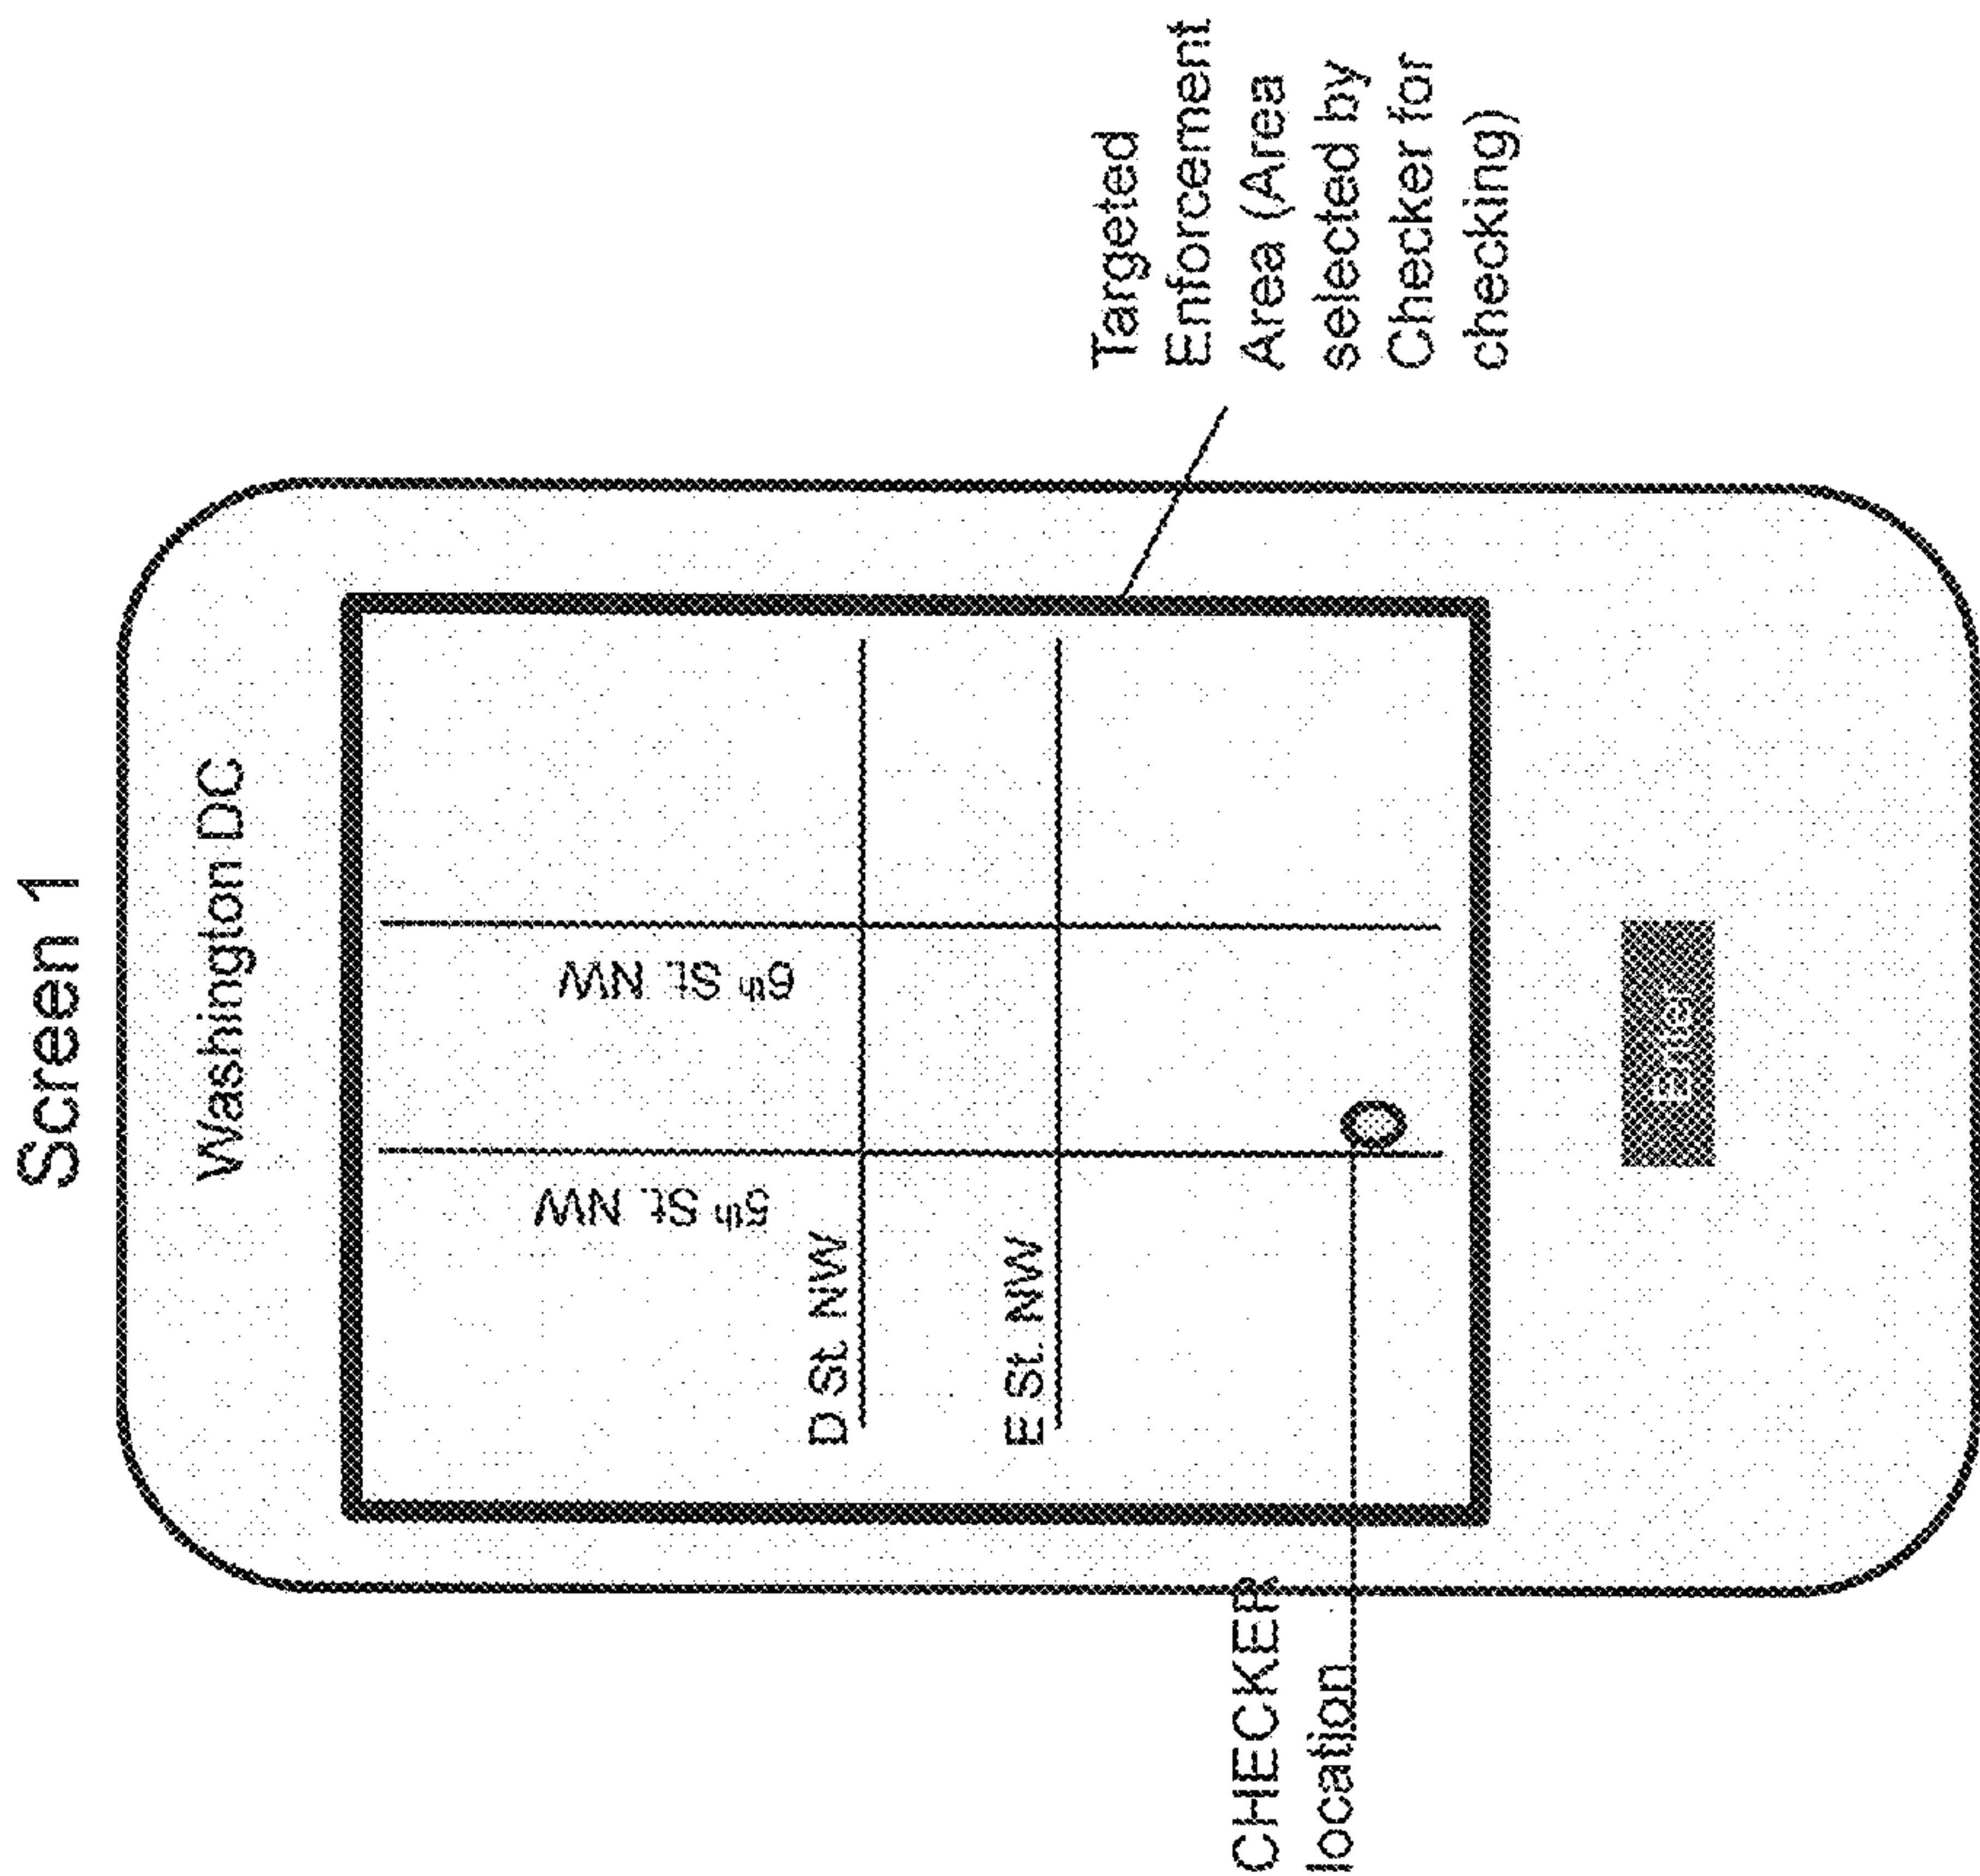 Screen 1
Washington DC
6th St. NW
5th St. NW
D St. NW
E St. NW
Enter
CHECKER
location
Targeted
Enforcement
Area (Area
selected by
Checker for
checking)